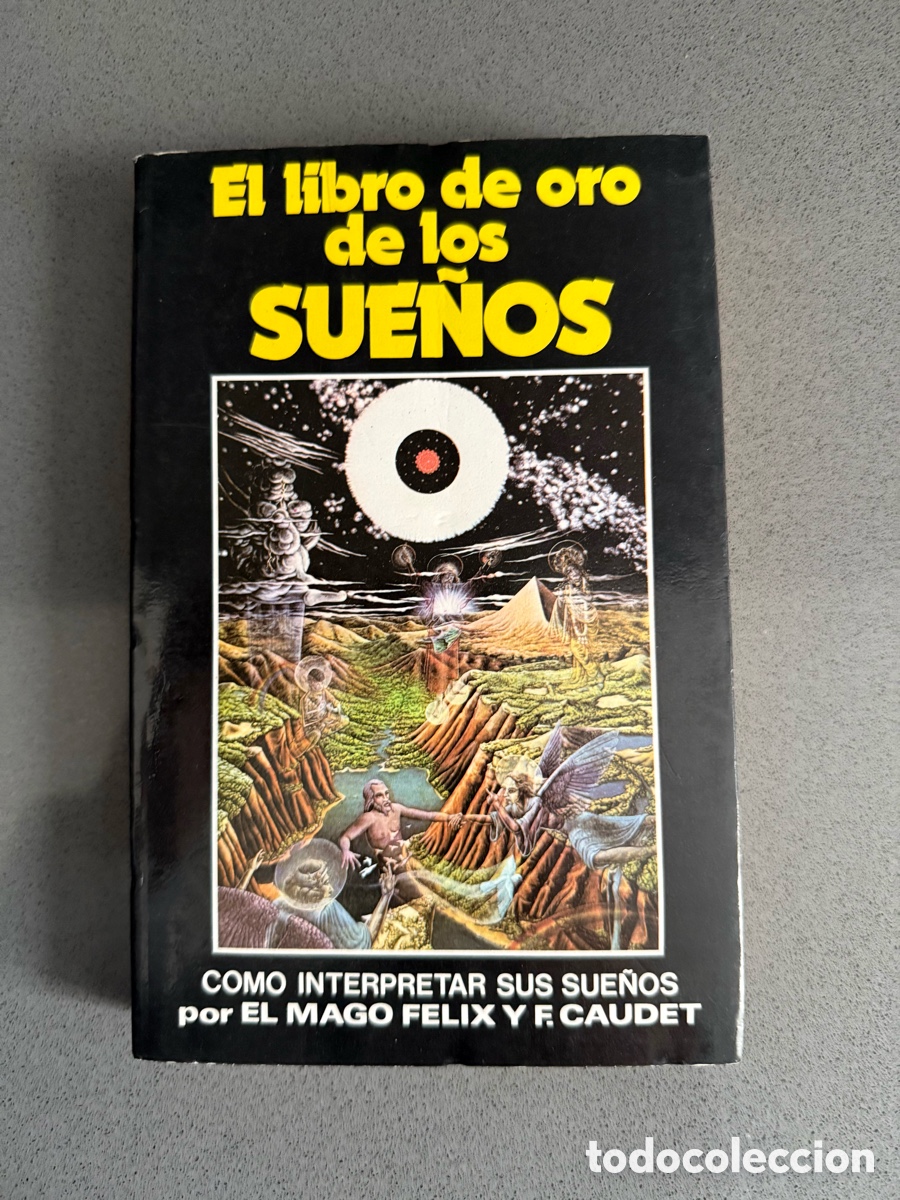 El libro de oro
de los
SUEÑOS
COMO INTERPRETAR SUS SUEÑOS
por EL MAGO FELIX Y F. CAUDET
todocoleccion